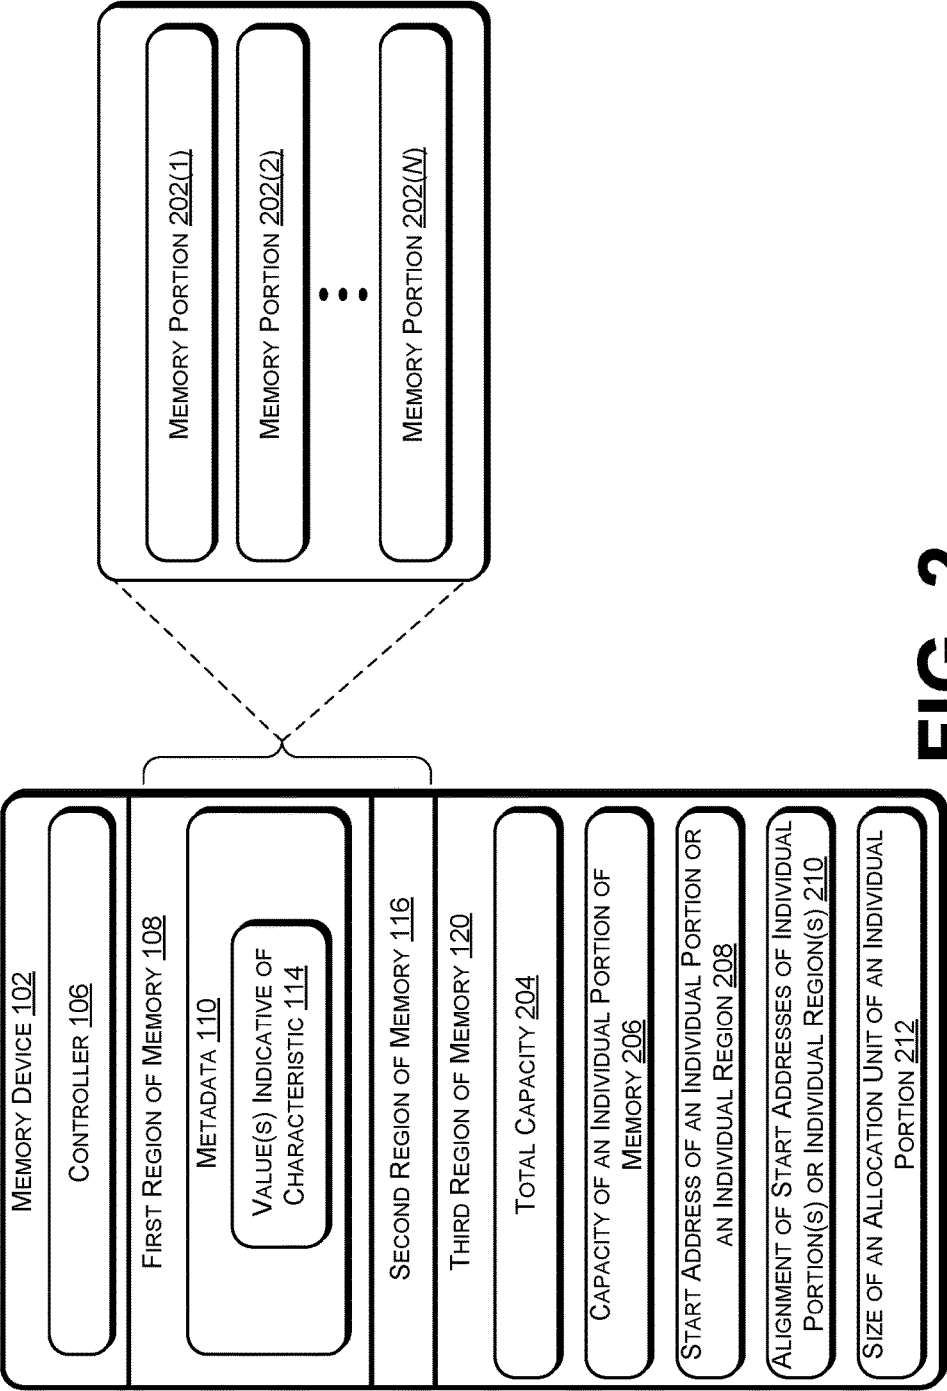 MEMORY DEVICE 102
CONTROLLER 106
FIRST REGION OF MEMORY 108
METADATA 110
VALUE(S) INDICATIVE OF
CHARACTERISTIC 114
SECOND REGION OF MEMORY 116
THIRD REGION OF MEMORY 120
TOTAL CAPACITY 204
CAPACITY OF AN INDIVIDUAL PORTION OF
MEMORY 206
START ADDRESS OF AN INDIVIDUAL PORTION OR
AN INDIVIDUAL REGION 208
ALIGNMENT OF START ADDRESSES OF INDIVIDUAL
PORTION(S) OR INDIVIDUAL REGION(S) 210
SIZE OF AN ALLOCATION UNIT OF AN INDIVIDUAL
PORTION 212
MEMORY PORTION 202(1)
MEMORY PORTION 202(2)
MEMORY PORTION 202(N)
FIG. 2